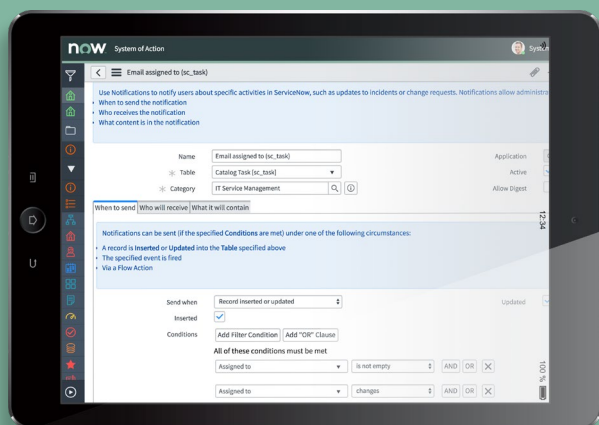 now System of Action
System
Email assigned to (sc_task)
Use Notifications to notify users about specific activities in ServiceNow, such as updates to incidents or change requests. Notifications allow administra
When to send the notification
Who receives the notification
What content is in the notification
Name Email assigned to (sc_task) Application
Table Catalog Task [sc_task] Active
Category IT Service Management Allow Digest
When to send Who will receive What it will contain
12:34
Notifications can be sent (if the specified Conditions are met) under one of the following circumstances:
A record is Inserted or Updated into the Table specified above
The specified event is fired
Via a Flow Action
Send when Record inserted or updated Updated
Inserted
Conditions Add Filter Condition Add "OR" Clause
All of these conditions must be met
Assigned to is not empty AND OR X
100 %
Assigned to changes AND OR X